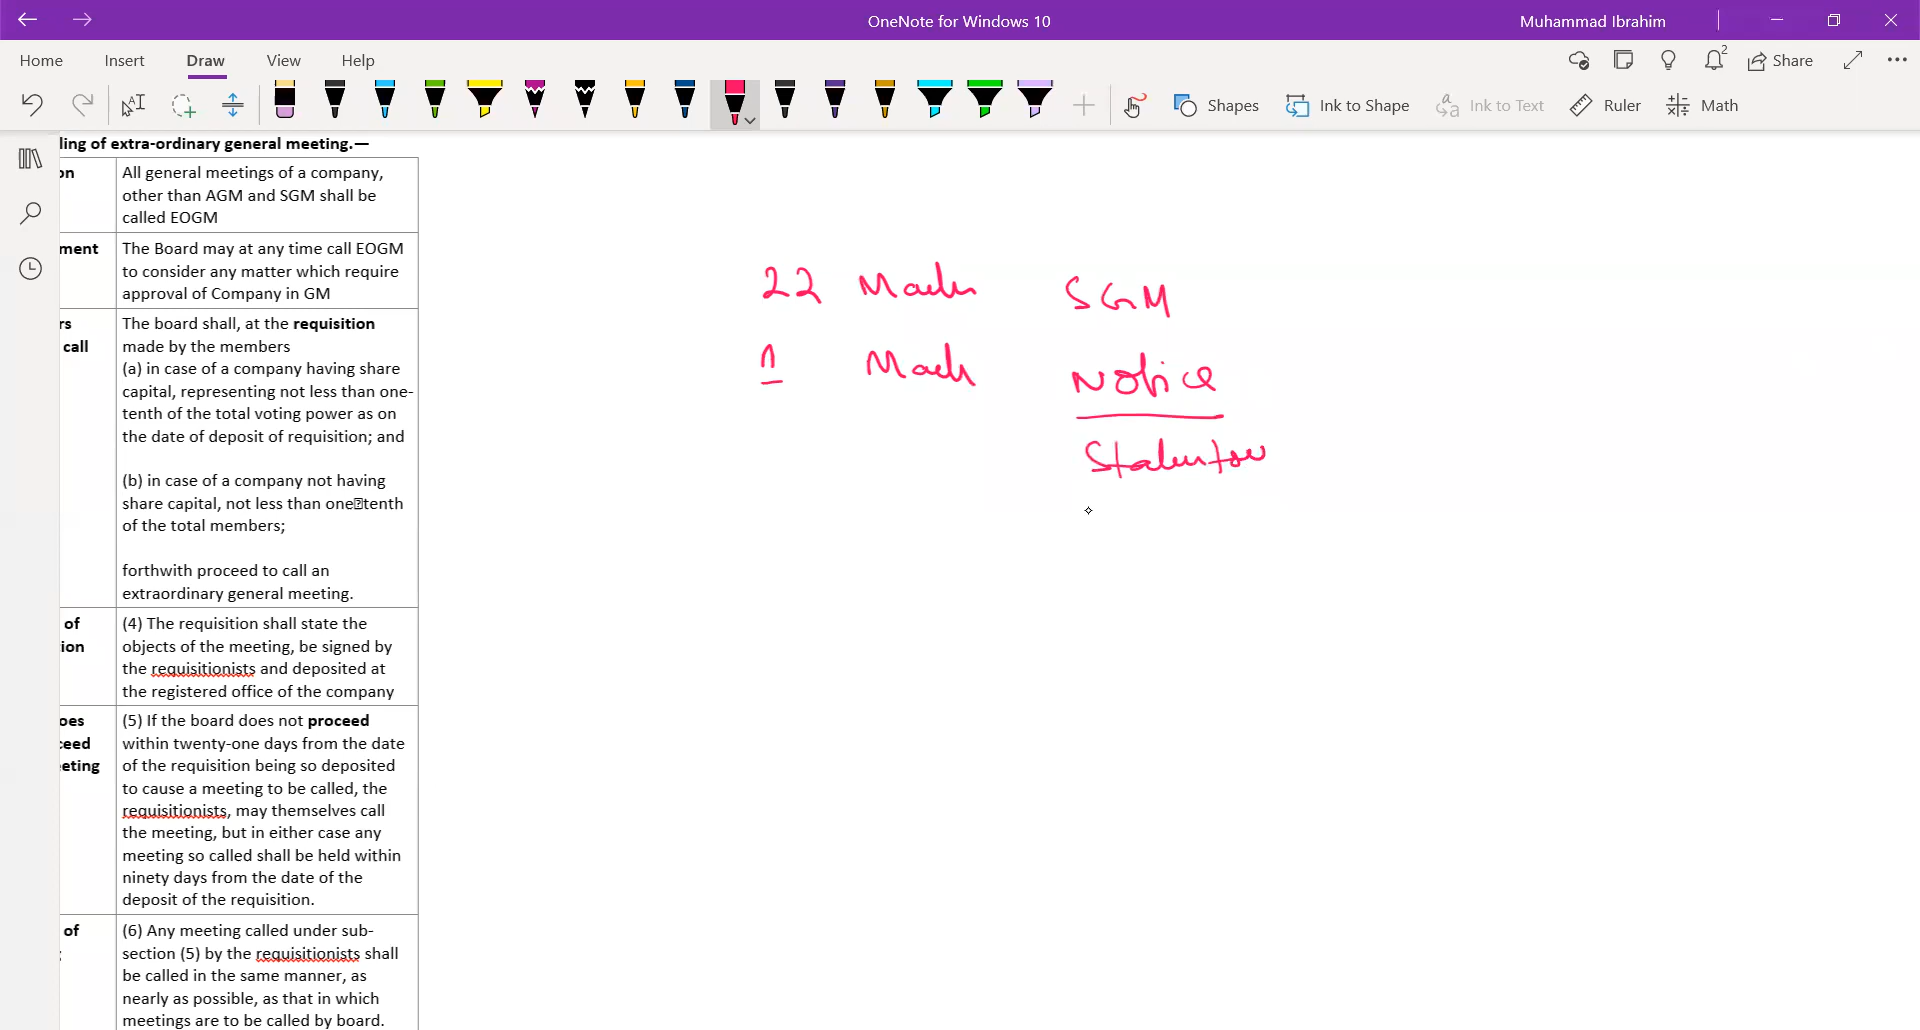 OneNote for Windows 10
Muhammad Ibrahim
Home Insert Draw View Help
2
Share
Shapes
Ink to Shape
Ink to Text
Ruler
Math
ling of extra-ordinary general meeting.—
on
All general meetings of a company,
other than AGM and SGM shall be
called EOGM
ment
The Board may at any time call EOGM
to consider any matter which require
approval of Company in GM
rs
call
The board shall, at the requisition
made by the members
(a) in case of a company having share
capital, representing not less than one-
tenth of the total voting power as on
the date of deposit of requisition; and
(b) in case of a company not having
share capital, not less than one⍰tenth
of the total members;
forthwith proceed to call an
extraordinary general meeting.
of
ion
(4) The requisition shall state the
objects of the meeting, be signed by
the requisitionists and deposited at
the registered office of the company
oes
ceed
eeting
(5) If the board does not proceed
within twenty-one days from the date
of the requisition being so deposited
to cause a meeting to be called, the
requisitionists, may themselves call
the meeting, but in either case any
meeting so called shall be held within
ninety days from the date of the
deposit of the requisition.
of
(6) Any meeting called under sub-
section (5) by the requisitionists shall
be called in the same manner, as
nearly as possible, as that in which
meetings are to be called by board.
22 March SGM
March Notice